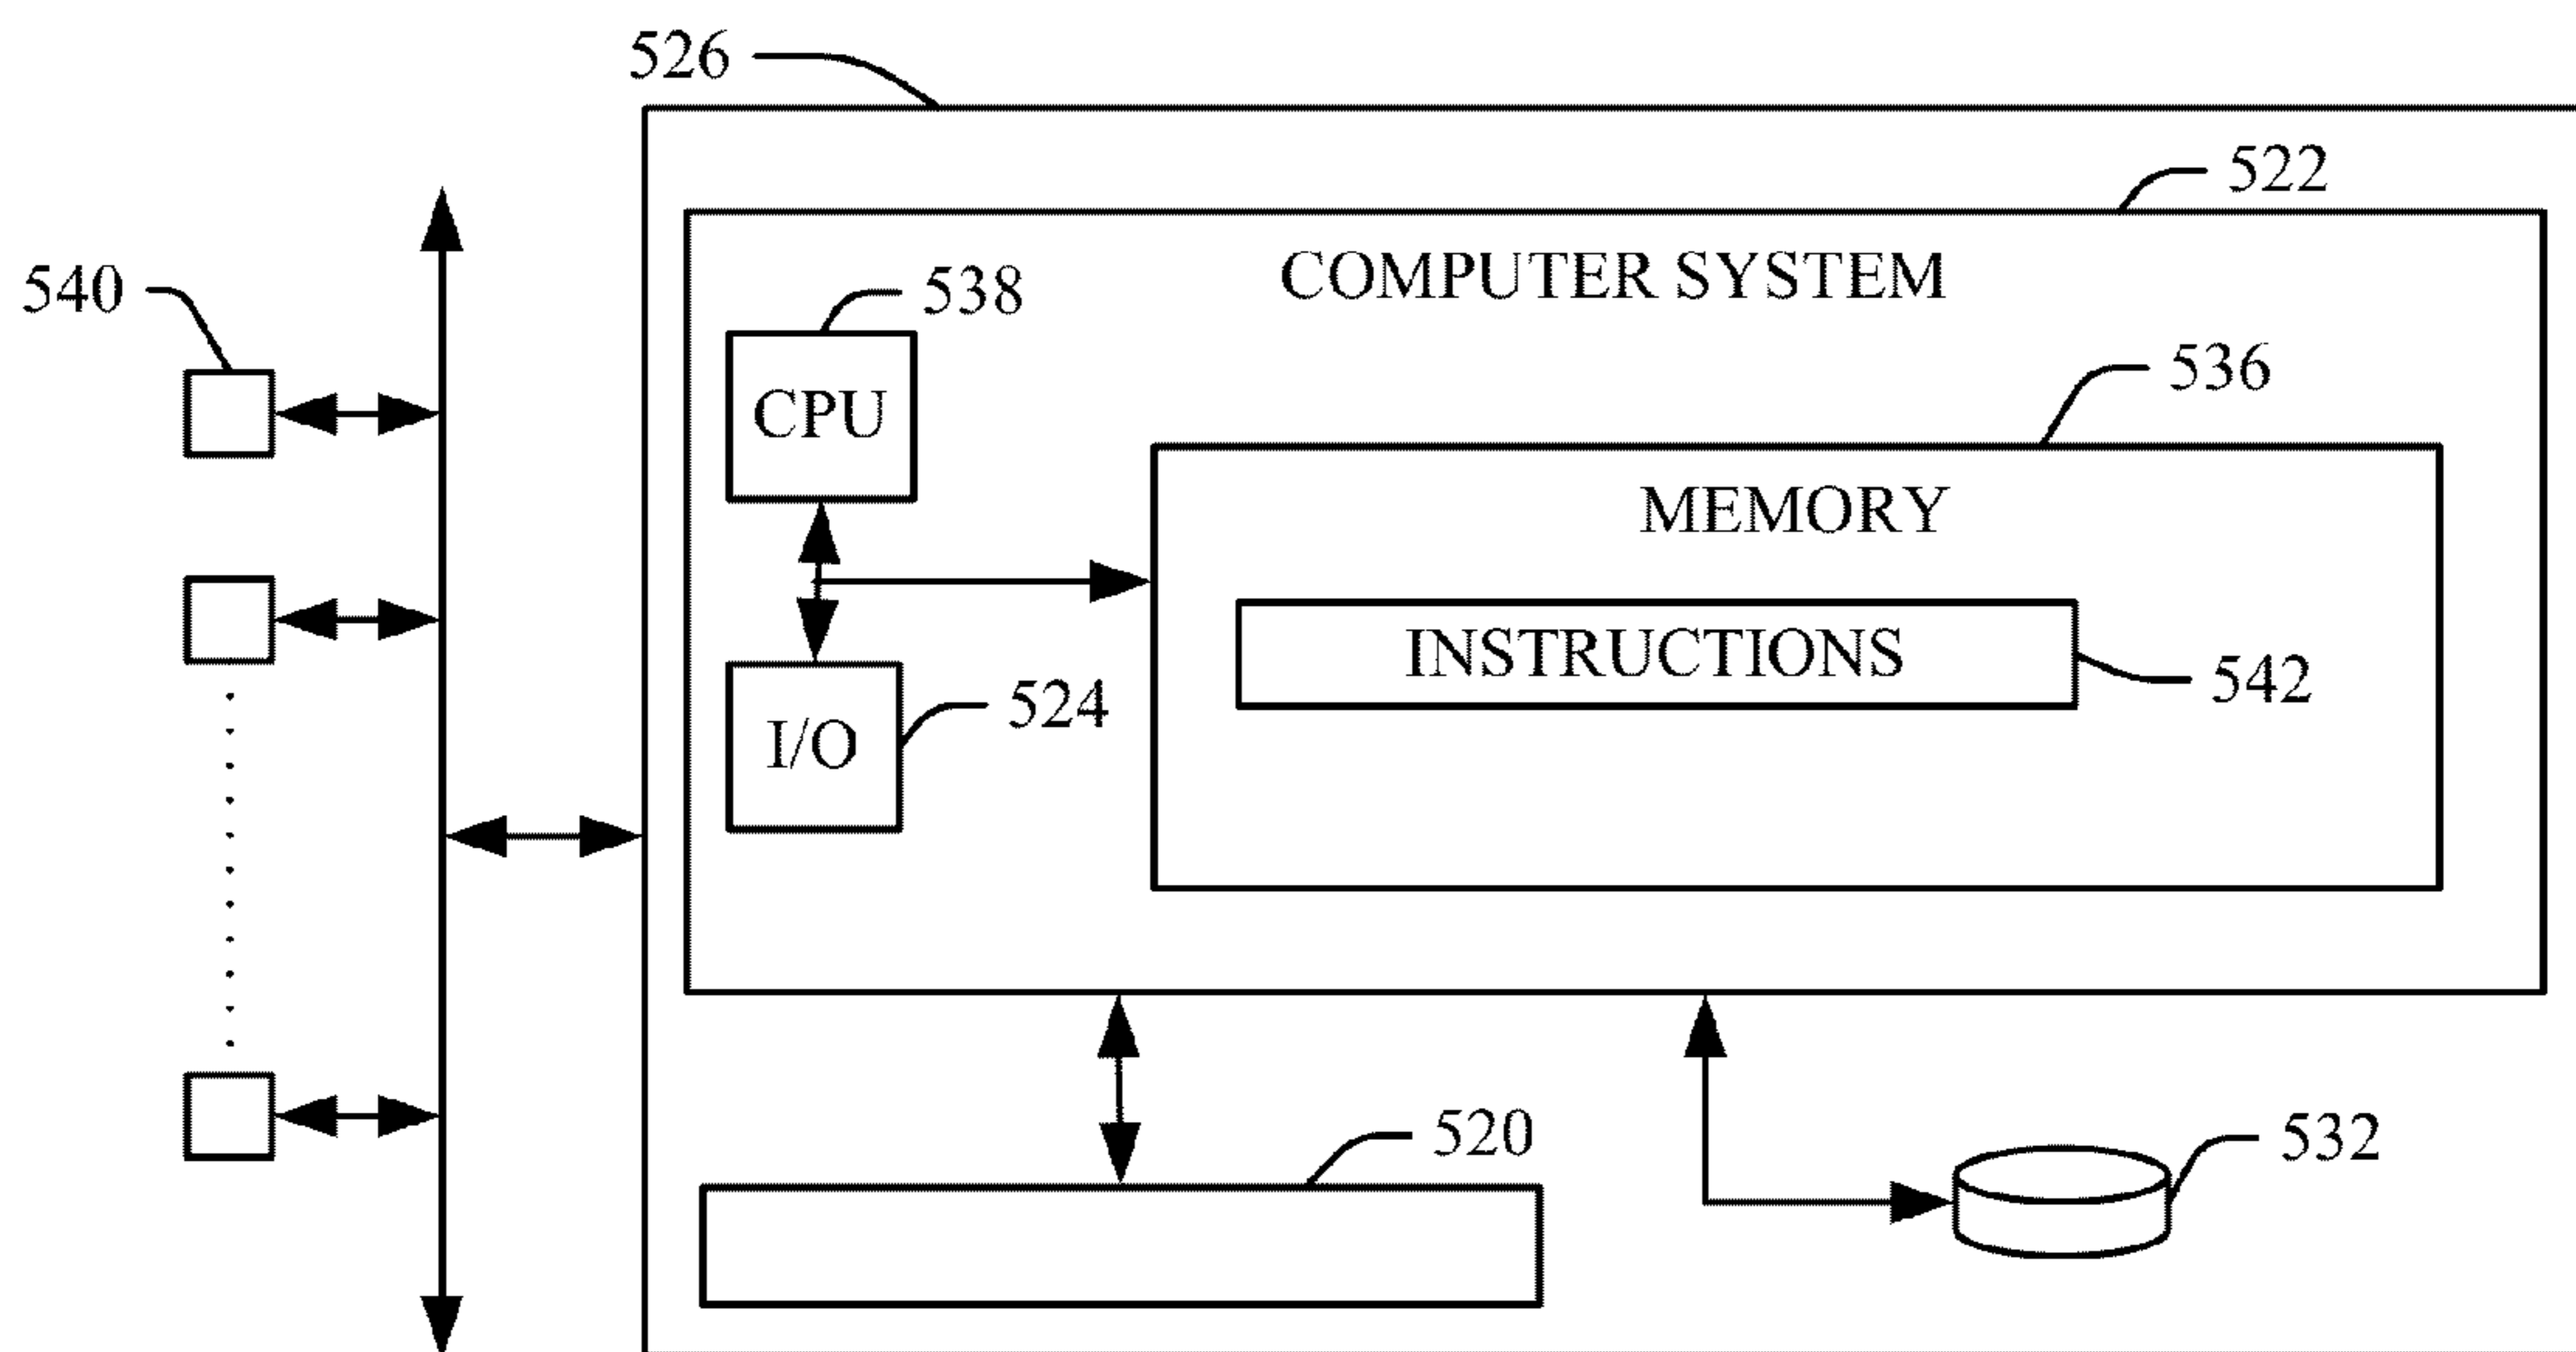 526
522
COMPUTER SYSTEM
540
538
536
CPU
MEMORY
INSTRUCTIONS
542
524
I/O
520
532